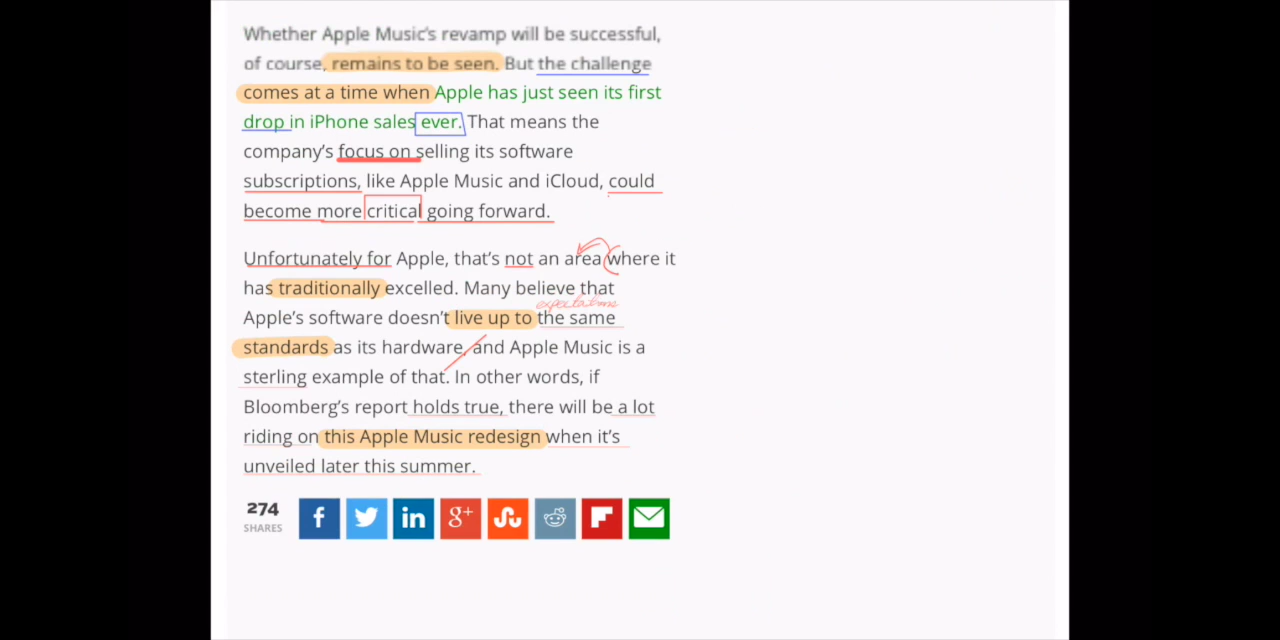 Whether Apple Music's revamp will be successful,
of course, remains to be seen. But the challenge
comes at a time when Apple has just seen its first
drop in iPhone sales ever. That means the
company's focus on selling its software
subscriptions, like Apple Music and iCloud, could
become more critical going forward.
Unfortunately for Apple, that's not an area where it
has traditionally excelled. Many believe that
expectations
Apple's software doesn't live up to the same
standards as its hardware, and Apple Music is a
sterling example of that. In other words, if
Bloomberg's report holds true, there will be a lot
riding on this Apple Music redesign when it's
unveiled later this summer.
274
SHARES
f
in
g+